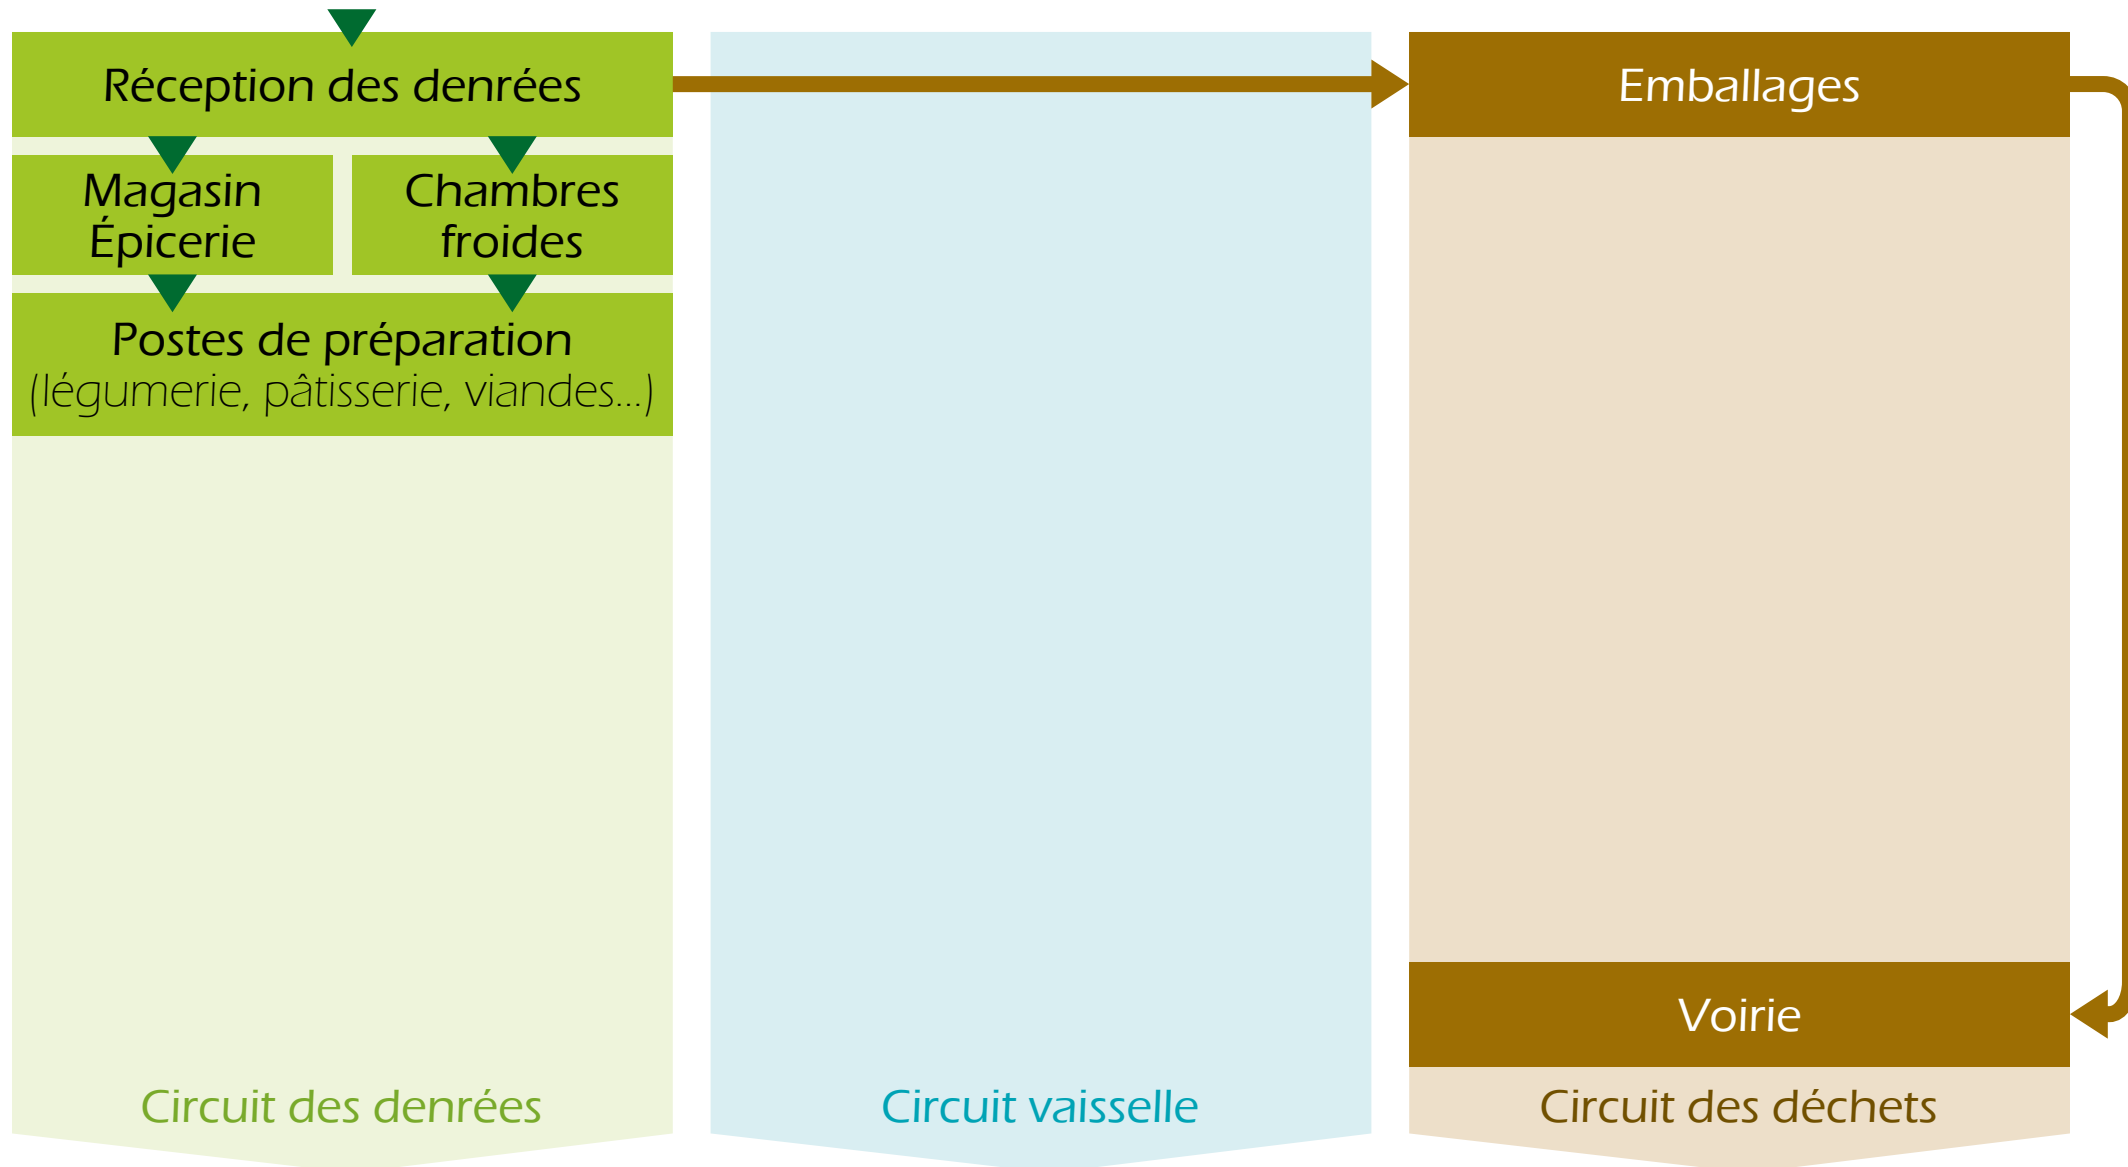 Réception des denrées
Emballages
Magasin
Épicerie
Chambres
froides
Postes de préparation
(légumerie, pâtisserie, viandes...)
Voirie
Circuit des denrées
Circuit vaisselle
Circuit des déchets